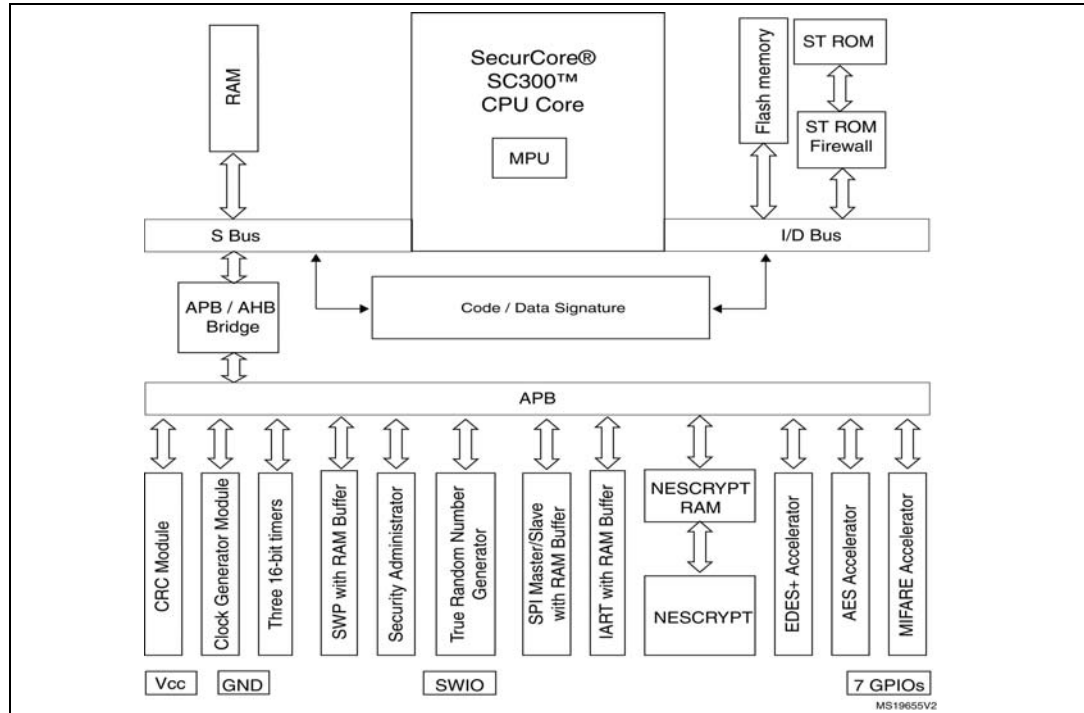 RAM
SecurCore®
SC300™
CPU Core
MPU
Flash memory
ST ROM
ST ROM
Firewall
S Bus
I/D Bus
APB / AHB
Bridge
Code / Data Signature
APB
CRC Module
Clock Generator Module
Three 16-bit timers
SWP with RAM Buffer
Security Administrator
True Random Number
Generator
SPI Master/Slave
with RAM Buffer
IART with RAM Buffer
NESCRYPT
RAM
NESCRYPT
EDES+ Accelerator
AES Accelerator
MIFARE Accelerator
Vcc
GND
SWIO
7 GPIOs
MS19655V2